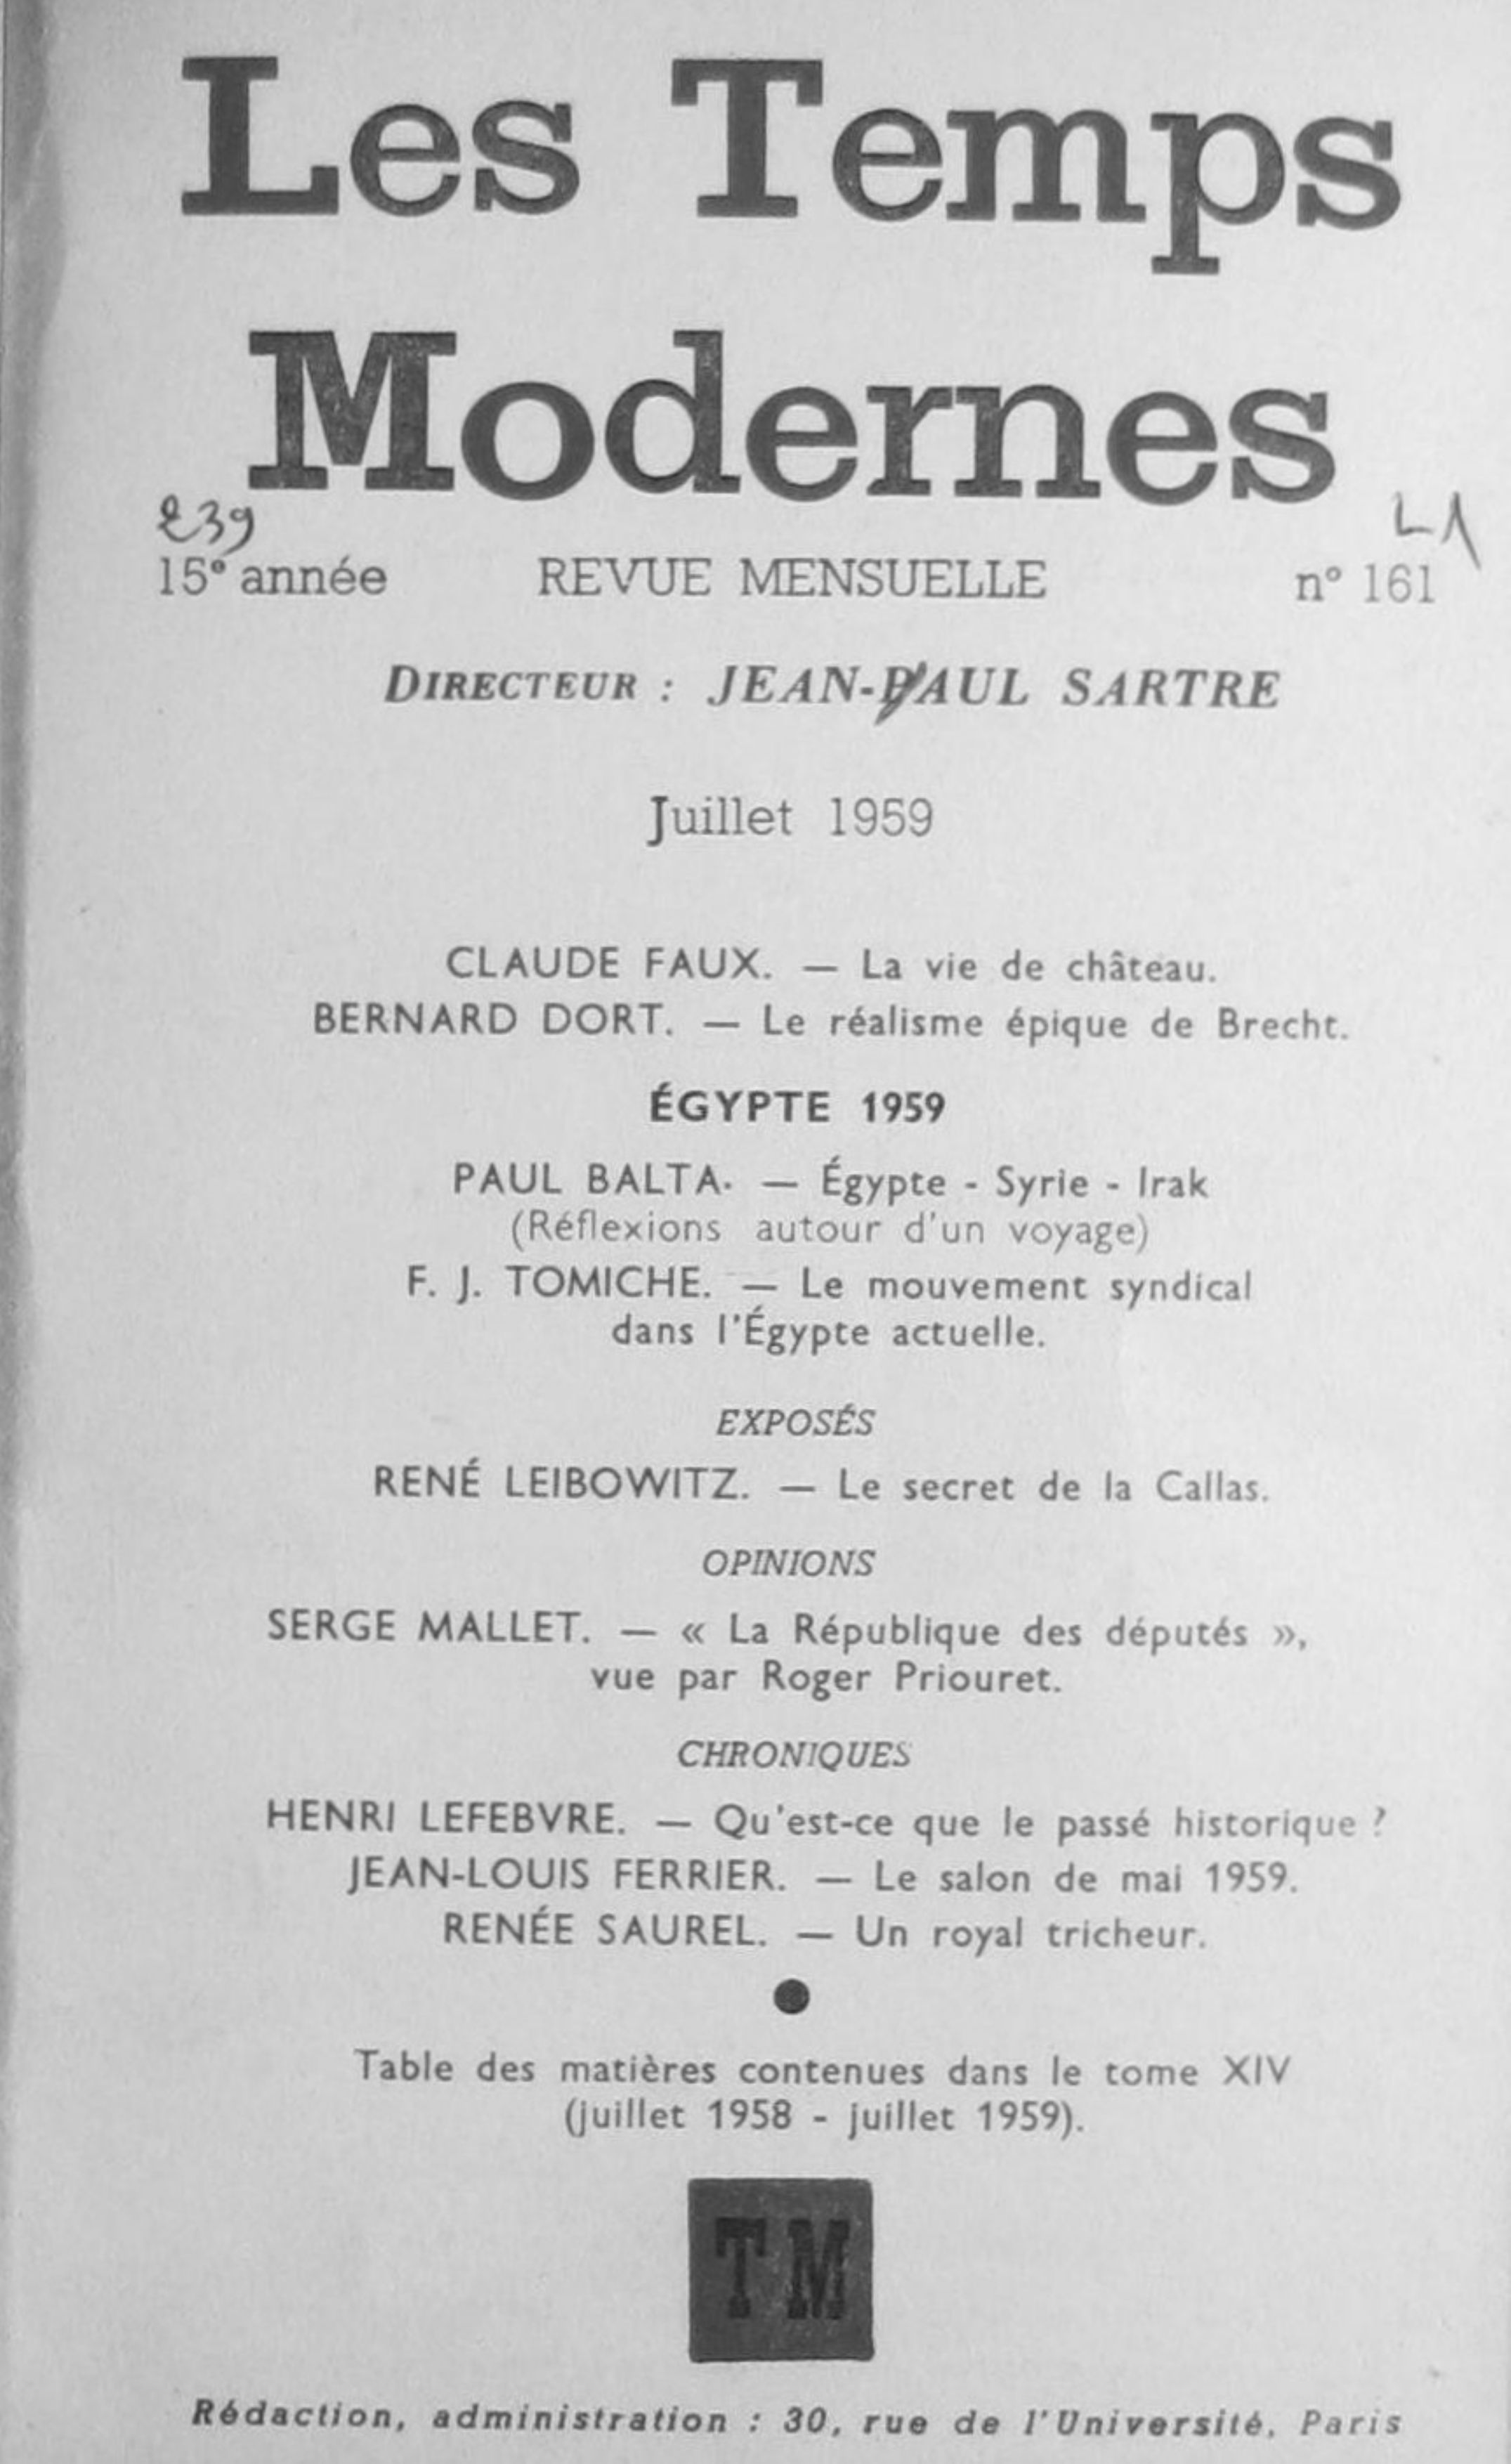 Les Temps
Modernes
239
L1
15e année REVUE MENSUELLE n° 161
DIRECTEUR : JEAN-PAUL SARTRE
Juillet 1959
CLAUDE FAUX. — La vie de château.
BERNARD DORT. — Le réalisme épique de Brecht.
ÉGYPTE 1959
PAUL BALTA. — Égypte - Syrie - Irak
(Réflexions autour d'un voyage)
F. J. TOMICHE. — Le mouvement syndical
dans l'Égypte actuelle.
EXPOSÉS
RENÉ LEIBOWITZ. — Le secret de la Callas.
OPINIONS
SERGE MALLET. — « La République des députés »,
vue par Roger Priouret.
CHRONIQUES
HENRI LEFEBVRE. — Qu'est-ce que le passé historique ?
JEAN-LOUIS FERRIER. — Le salon de mai 1959.
RENÉE SAUREL. — Un royal tricheur.
Table des matières contenues dans le tome XIV
(juillet 1958 - juillet 1959).
TM
Rédaction, administration : 30, rue de l'Université, Paris